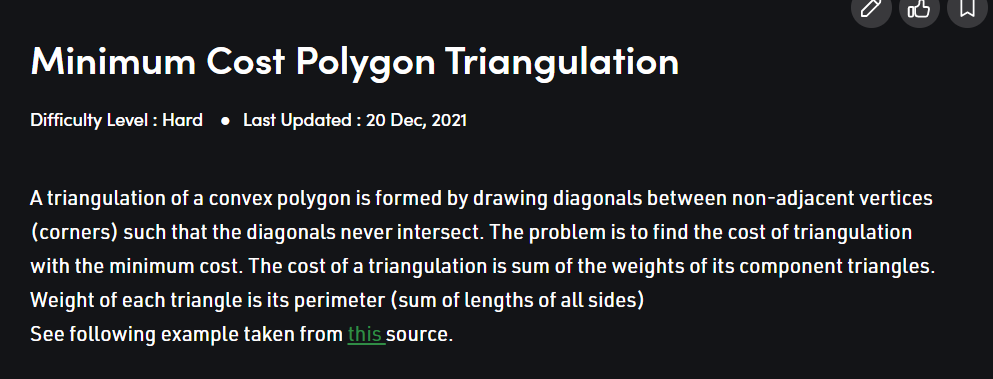 Minimum Cost Polygon Triangulation
Difficulty Level : Hard ● Last Updated : 20 Dec, 2021
A triangulation of a convex polygon is formed by drawing diagonals between non-adjacent vertices
(corners) such that the diagonals never intersect. The problem is to find the cost of triangulation
with the minimum cost. The cost of a triangulation is sum of the weights of its component triangles.
Weight of each triangle is its perimeter (sum of lengths of all sides)
See following example taken from this source.